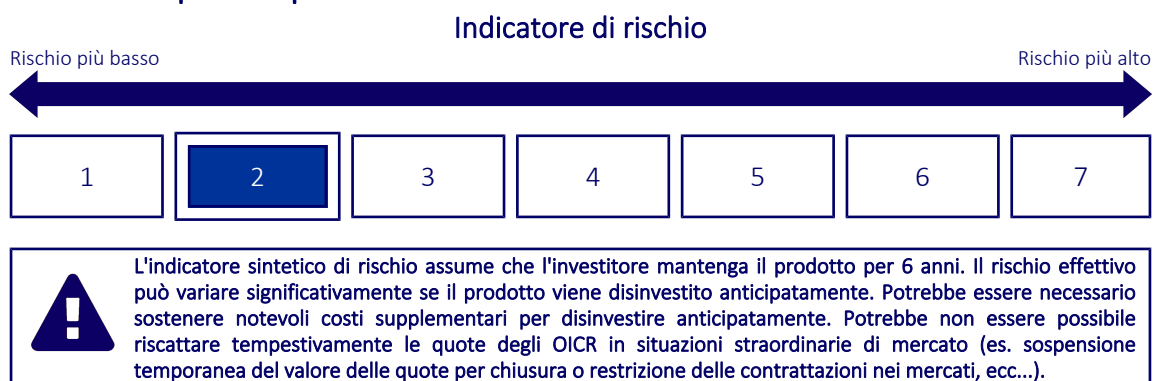 Indicatore di rischio
Rischio più basso
Rischio più alto
1
2
3
4
5
6
7
L'indicatore sintetico di rischio assume che l'investitore mantenga il prodotto per 6 anni. Il rischio effettivo
può variare significativamente se il prodotto viene disinvestito anticipatamente. Potrebbe essere necessario
sostenere notevoli costi supplementari per disinvestire anticipatamente. Potrebbe non essere possibile
riscattare tempestivamente le quote degli OICR in situazioni straordinarie di mercato (es. sospensione
temporanea del valore delle quote per chiusura o restrizione delle contrattazioni nei mercati, ecc...).